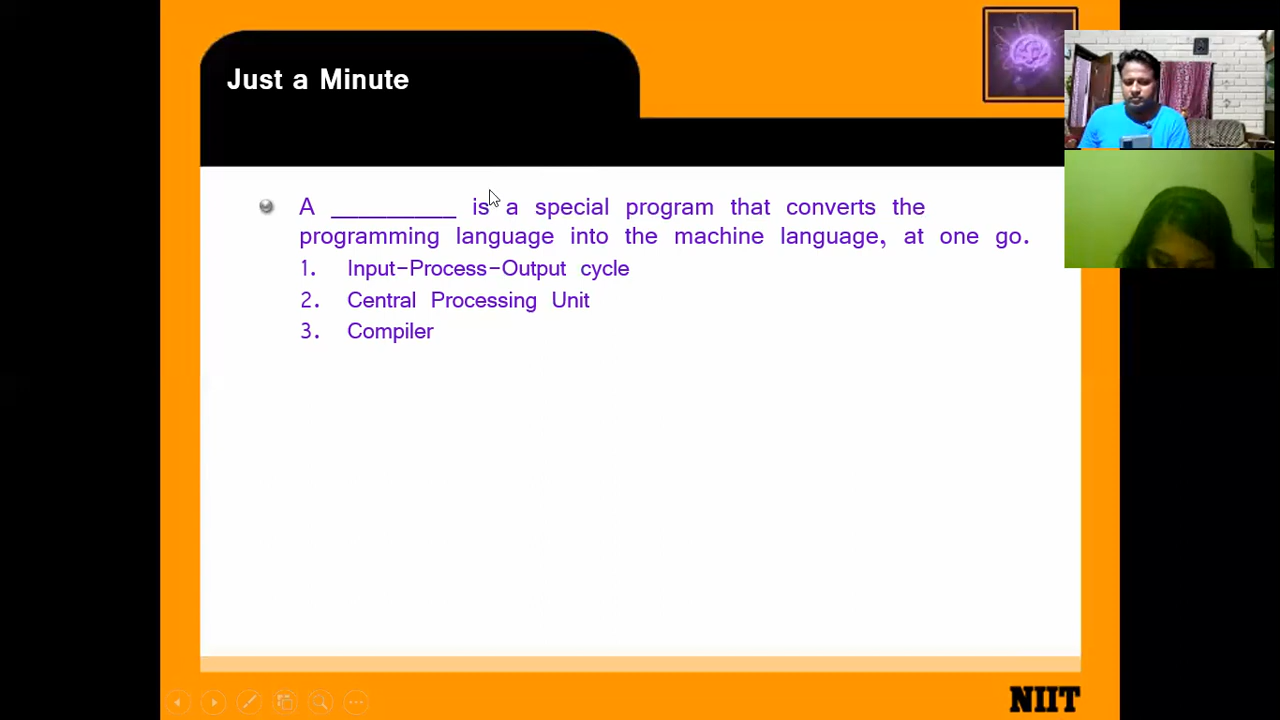 Just a Minute
A _________ is a special program that converts the
programming language into the machine language, at one go.
1. Input-Process-Output cycle
2. Central Processing Unit
3. Compiler
NIIT